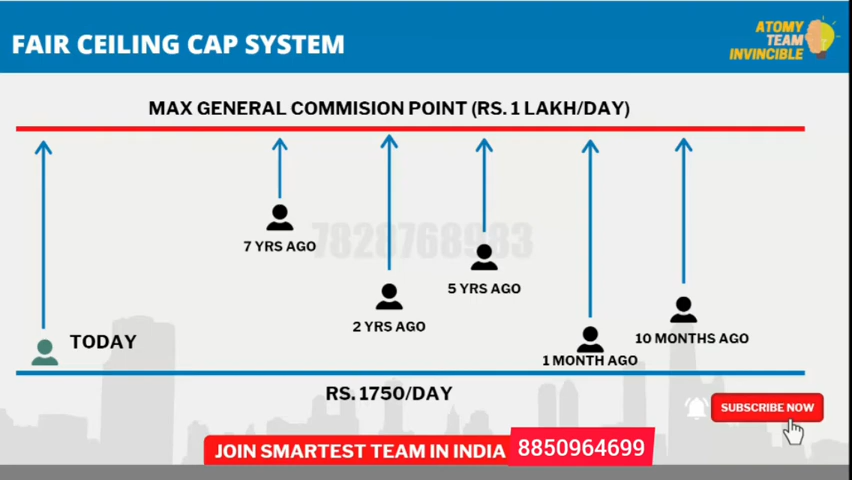 FAIR CEILING CAP SYSTEM
ATOMY
TEAM
INVINCIBLE
MAX GENERAL COMMISION POINT (RS. 1 LAKH/DAY)
7828768983
7 YRS AGO
5 YRS AGO
2 YRS AGO
TODAY
10 MONTHS AGO
1 MONTH AGO
RS. 1750/DAY
SUBSCRIBE NOW
JOIN SMARTEST TEAM IN INDIA 8850964699